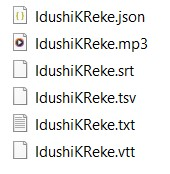 IdushiKReke.json
IdushiKReke.mp3
IdushiKReke.srt
IdushiKReke.tsv
IdushiKReke.txt
IdushiKReke.vtt